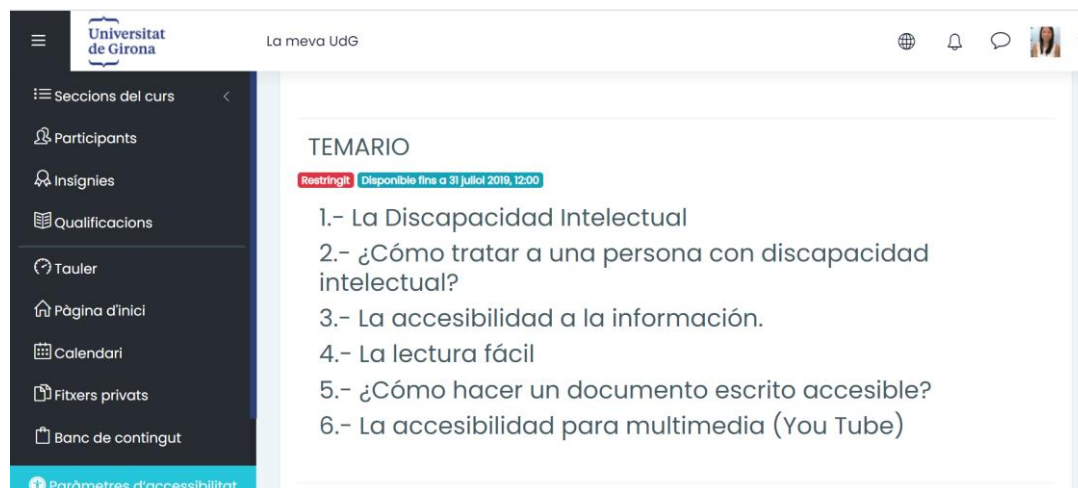 Universitat
de Girona
La meva UdG
Seccions del curs
Participants
Insígnies
Qualificacions
Tauler
Pàgina d'inici
Calendari
Fitxers privats
Banc de contingut
Paràmetres d'accessibilitat
TEMARIO
Restringit Disponible fins a 31 juliol 2019, 12:00
1.- La Discapacidad Intelectual
2.- ¿Cómo tratar a una persona con discapacidad
intelectual?
3.- La accesibilidad a la información.
4.- La lectura fácil
5.- ¿Cómo hacer un documento escrito accesible?
6.- La accesibilidad para multimedia (You Tube)